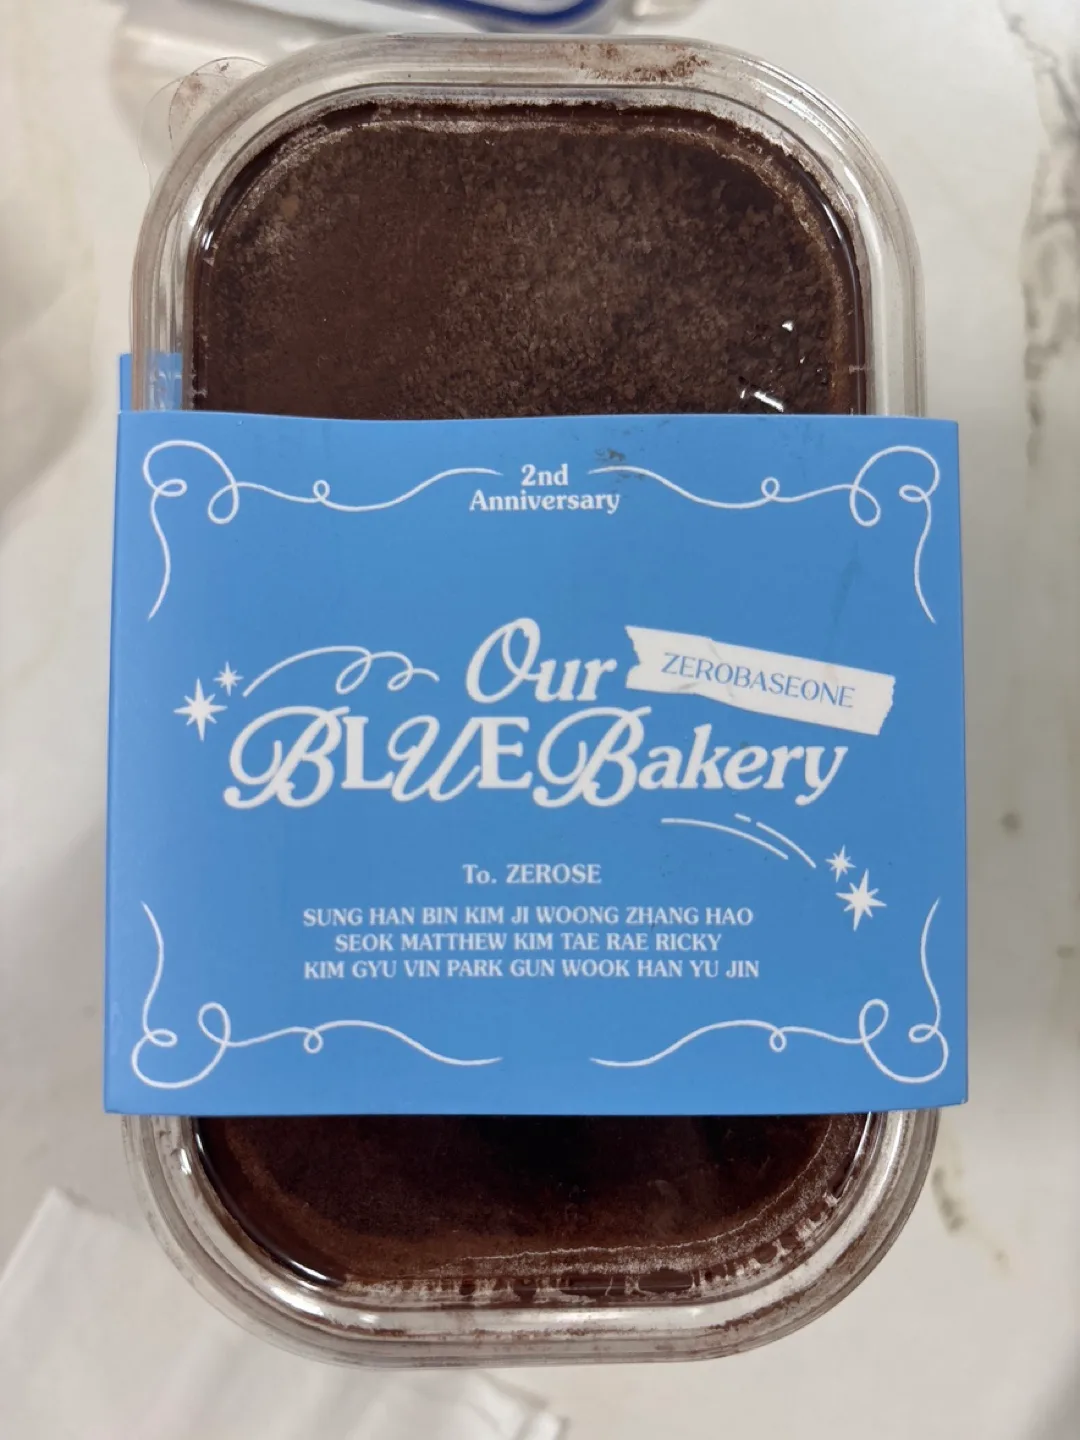 2nd
Anniversary
Our
ZEROBASEONE
BLUE Bakery
To. ZEROSE
SUNG HAN BIN KIM JI WOONG ZHANG HAO
SEOK MATTHEW KIM TAE RAE RICKY
KIM GYU VIN PARK GUN WOOK HAN YU JIN